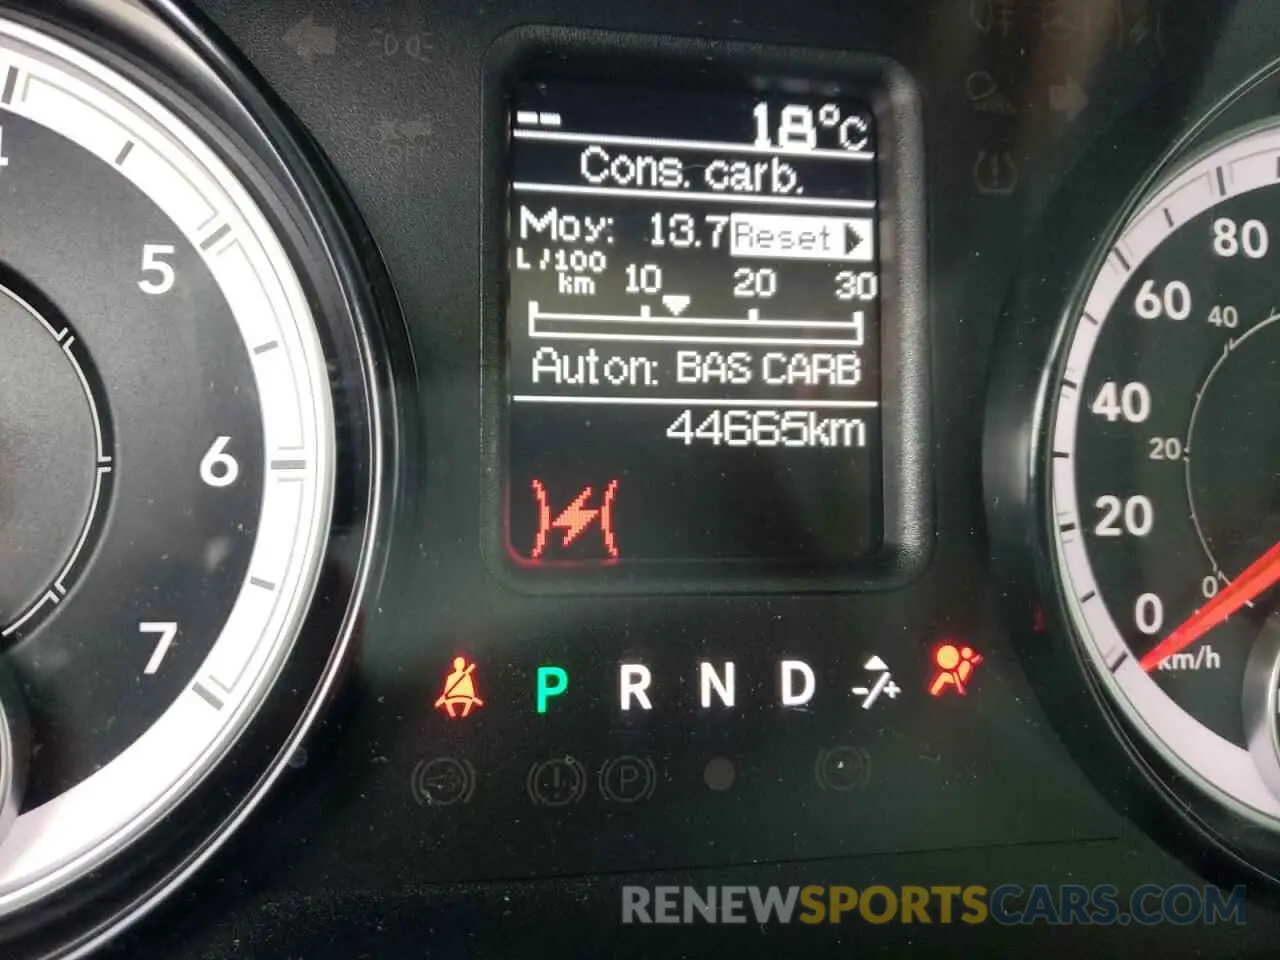 18°C
Cons. carb.
Moy: 13.7 Reset
L/100 km
10 20 30
Auton: BAS CARB
44665km
5
6
7
80
60
40
20
0
km/h
40
20
0
P R N D -/+
P
RENEWSPORTSCARS.COM